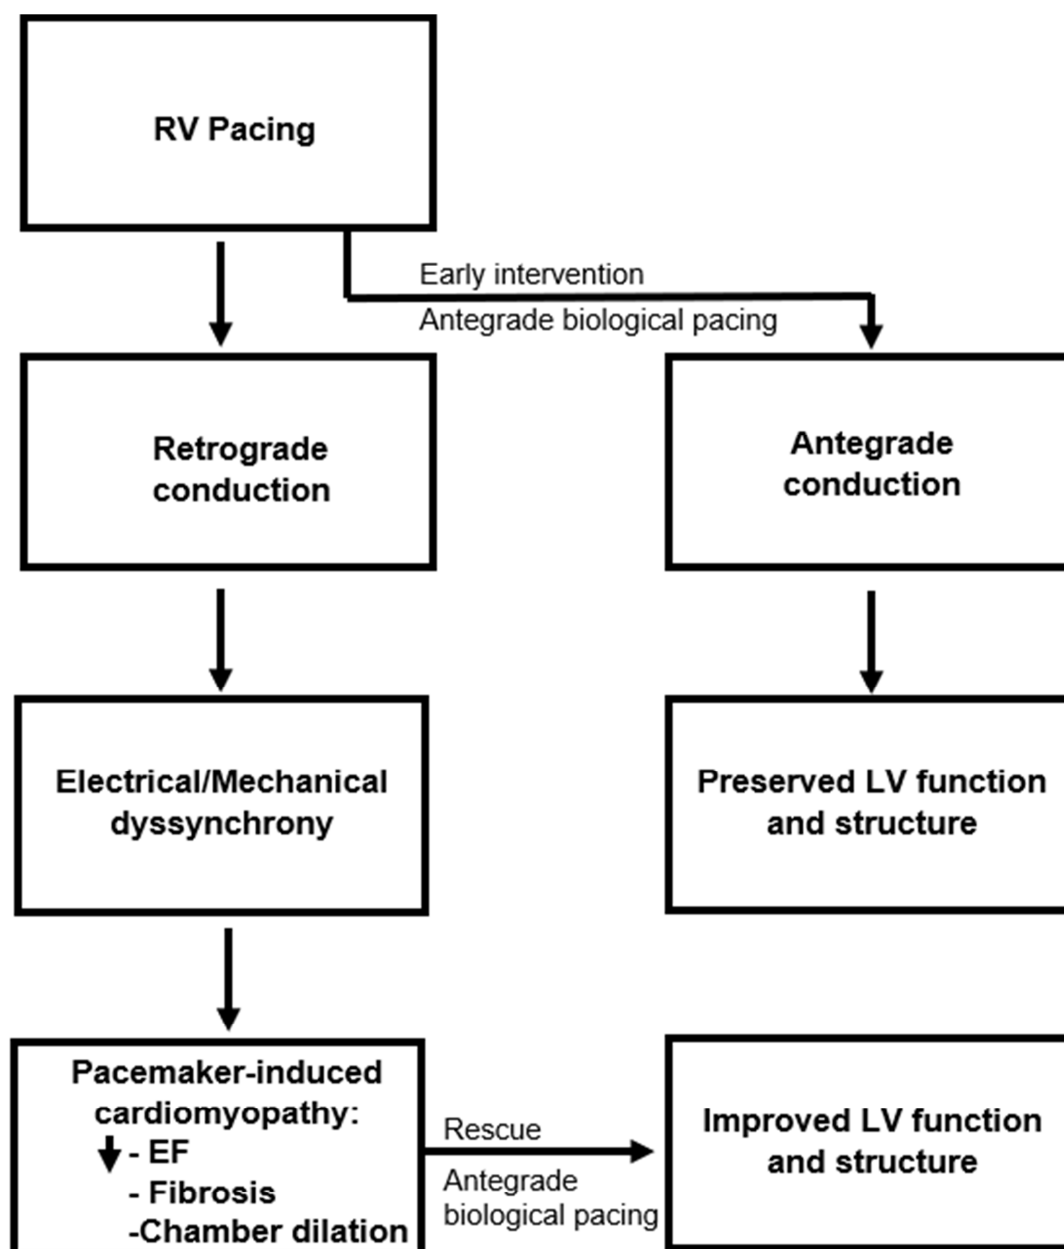 RV Pacing
Early intervention
Antegrade biological pacing
Retrograde
conduction
Antegrade
conduction
Electrical/Mechanical
dyssynchrony
Preserved LV function
and structure
Pacemaker-induced
cardiomyopathy:
- EF
- Fibrosis
-Chamber dilation
Rescue
Antegrade
biological pacing
Improved LV function
and structure